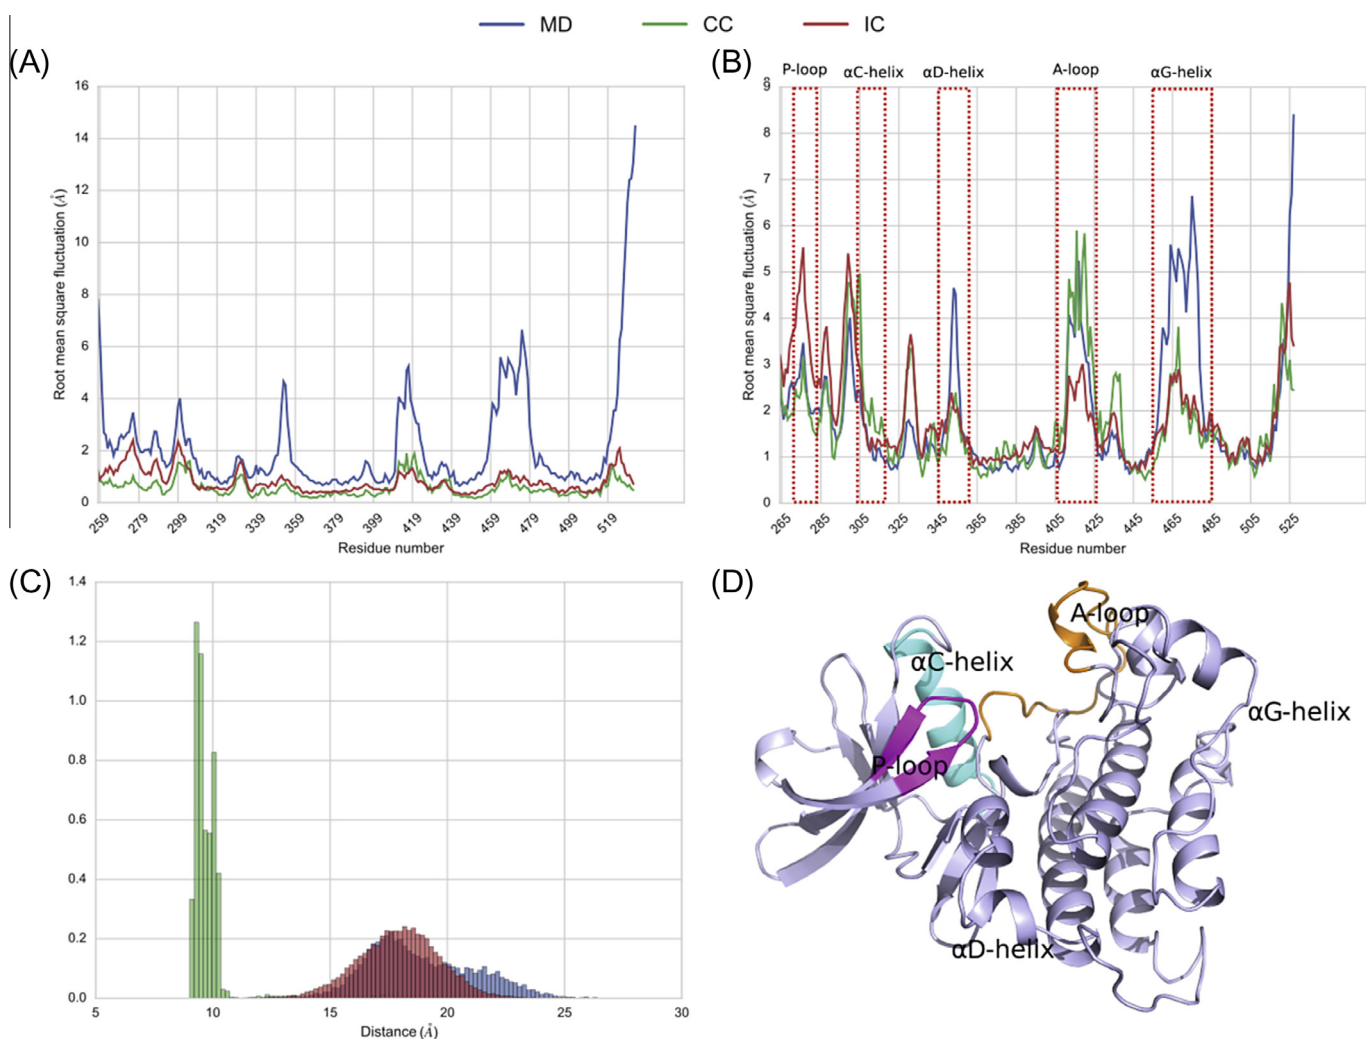 MD CC IC
(A)
Root mean square fluctuation (Å)
16
14
12
10
8
6
4
2
0
259 279 299 319 339 359 379 399 419 439 459 479 499 519
Residue number
(B)
P-loop αC-helix αD-helix A-loop αG-helix
Root mean square fluctuation (Å)
9
8
7
6
5
4
3
2
1
0
265 285 305 325 345 365 385 405 425 445 465 485 505 525
Residue number
(C)
1.4
1.2
1.0
0.8
0.6
0.4
0.2
0.0
5 10 15 20 25 30
Distance (Å)
(D)
A-loop
αC-helix
αG-helix
P-loop
αD-helix